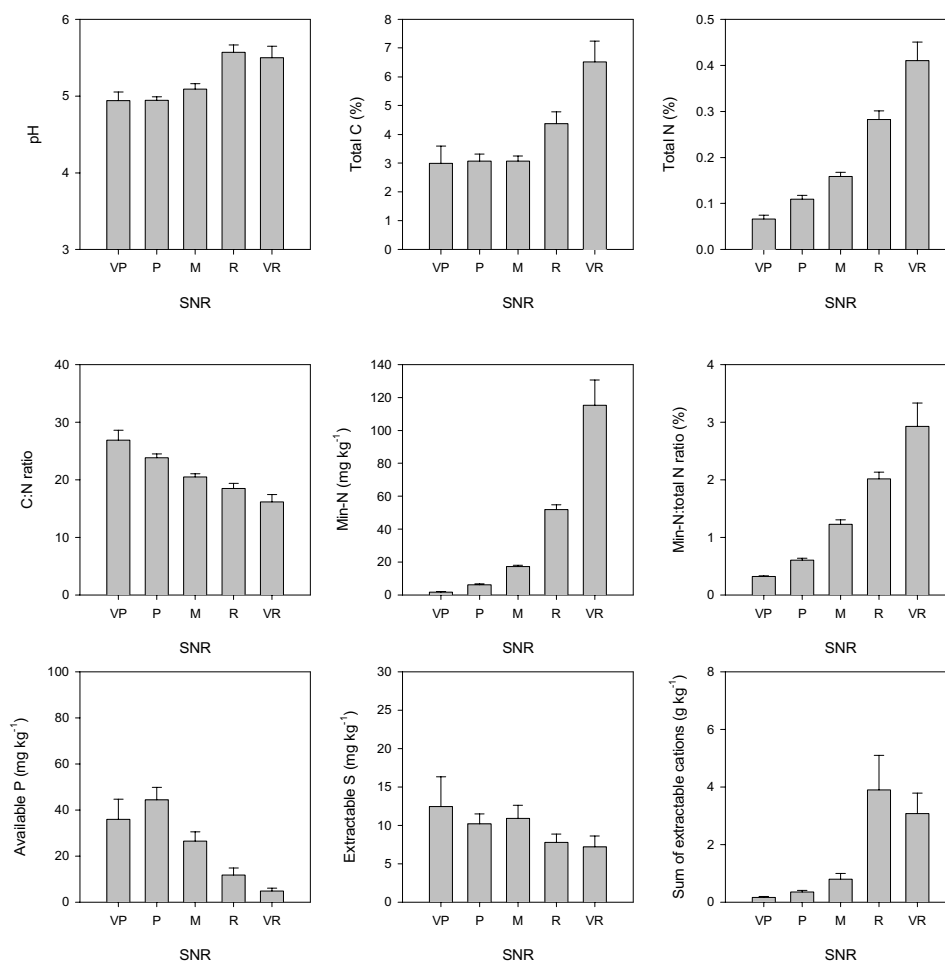 pH
6
5
4
3
VP P M R VR
SNR
Total C (%)
8
7
6
5
4
3
2
1
0
VP P M R VR
SNR
Total N (%)
0.5
0.4
0.3
0.2
0.1
0.0
VP P M R VR
SNR
C:N ratio
40
30
20
10
0
VP P M R VR
SNR
Min-N (mg kg⁻¹)
140
120
100
80
60
40
20
0
VP P M R VR
SNR
Min-N:total N ratio (%)
4
3
2
1
0
VP P M R VR
SNR
Available P (mg kg⁻¹)
100
80
60
40
20
0
VP P M R VR
SNR
Extractable S (mg kg⁻¹)
30
25
20
15
10
5
0
VP P M R VR
SNR
Sum of extractable cations (g kg⁻¹)
8
6
4
2
0
VP P M R VR
SNR